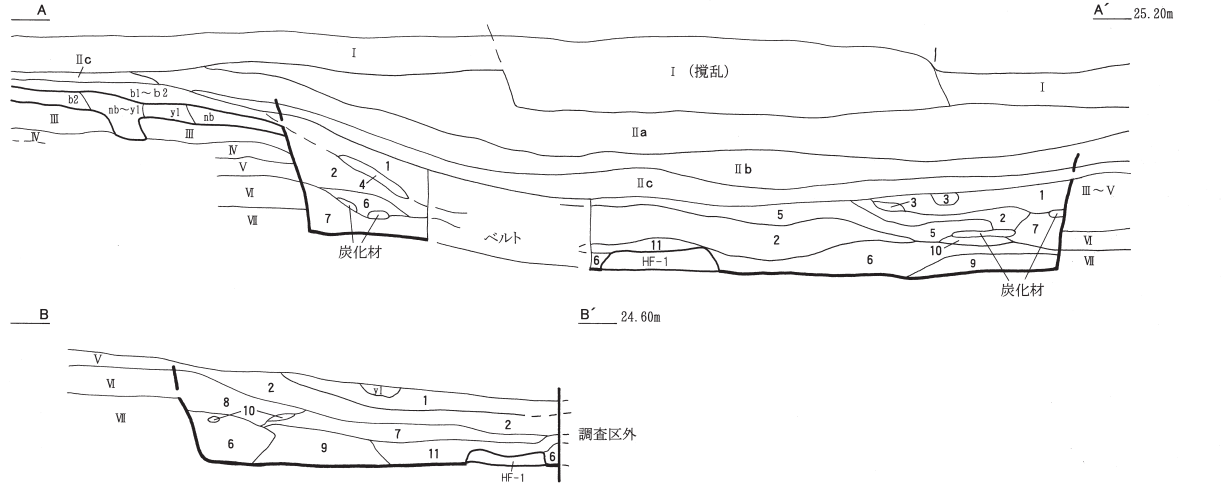 A A´ 25.20m
Ⅰ Ⅰ (撹乱) Ⅰ
Ⅱc
b1～b2
b2 nb～y1 y1 nb
Ⅲ Ⅲ
Ⅱa
Ⅳ Ⅳ
Ⅱb
Ⅴ 2 1
4
Ⅱc
Ⅲ～Ⅴ
Ⅵ 6 3 3 1
Ⅶ 7 5 2 7
5
炭化材 ベルト 2 11 10 Ⅵ
6 HF-1 6 9 Ⅶ
炭化材
B B´ 24.60m
Ⅴ
Ⅵ 2 y1 1
8 10
Ⅶ 2
7 調査区外
6 9 11 6
HF-1